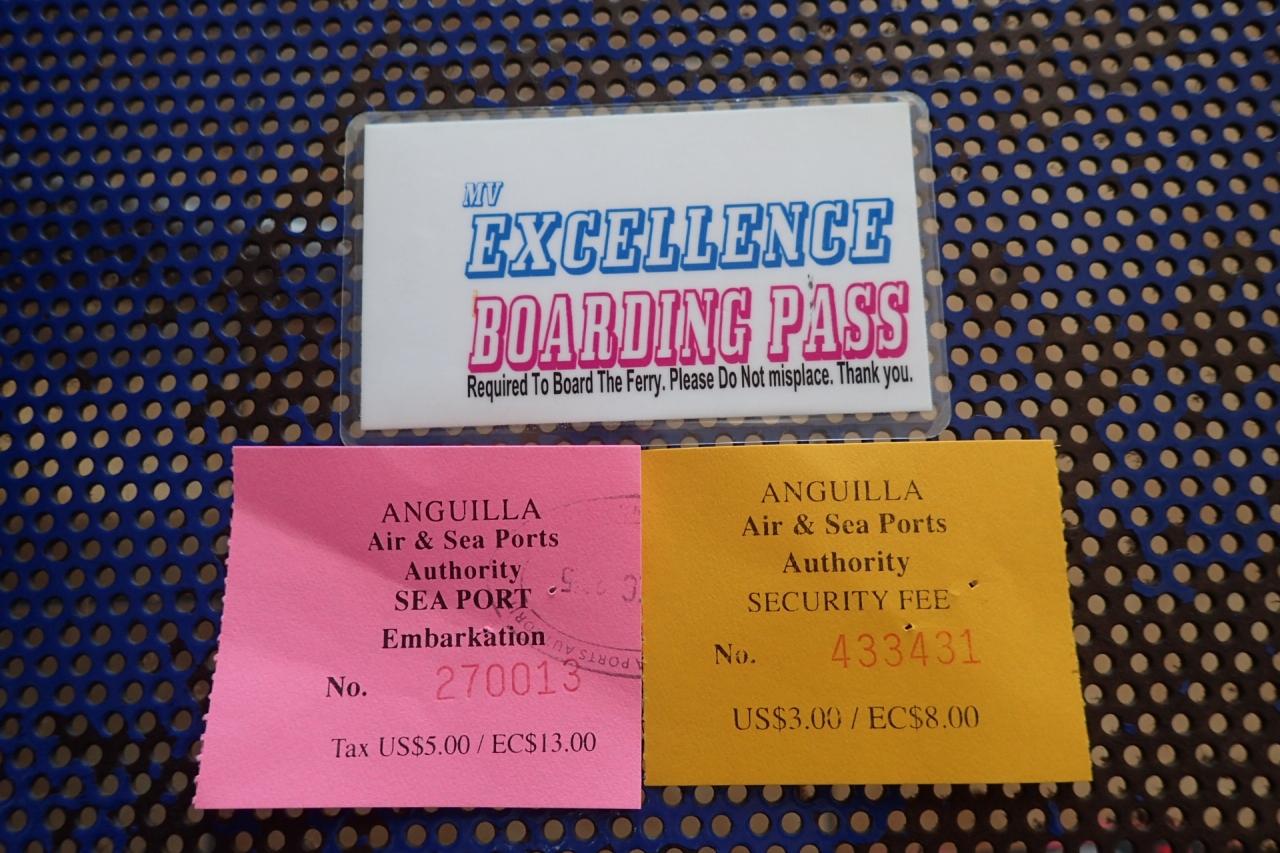 MV
EXCELLENCE
BOARDING PASS
Required To Board The Ferry. Please Do Not misplace. Thank you.
ANGUILLA
Air & Sea Ports
Authority
SEA PORT
Embarkation
No. 270013
Tax US$5.00 / EC$13.00
ANGUILLA
Air & Sea Ports
Authority
SECURITY FEE
No. 433431
US$3.00 / EC$8.00